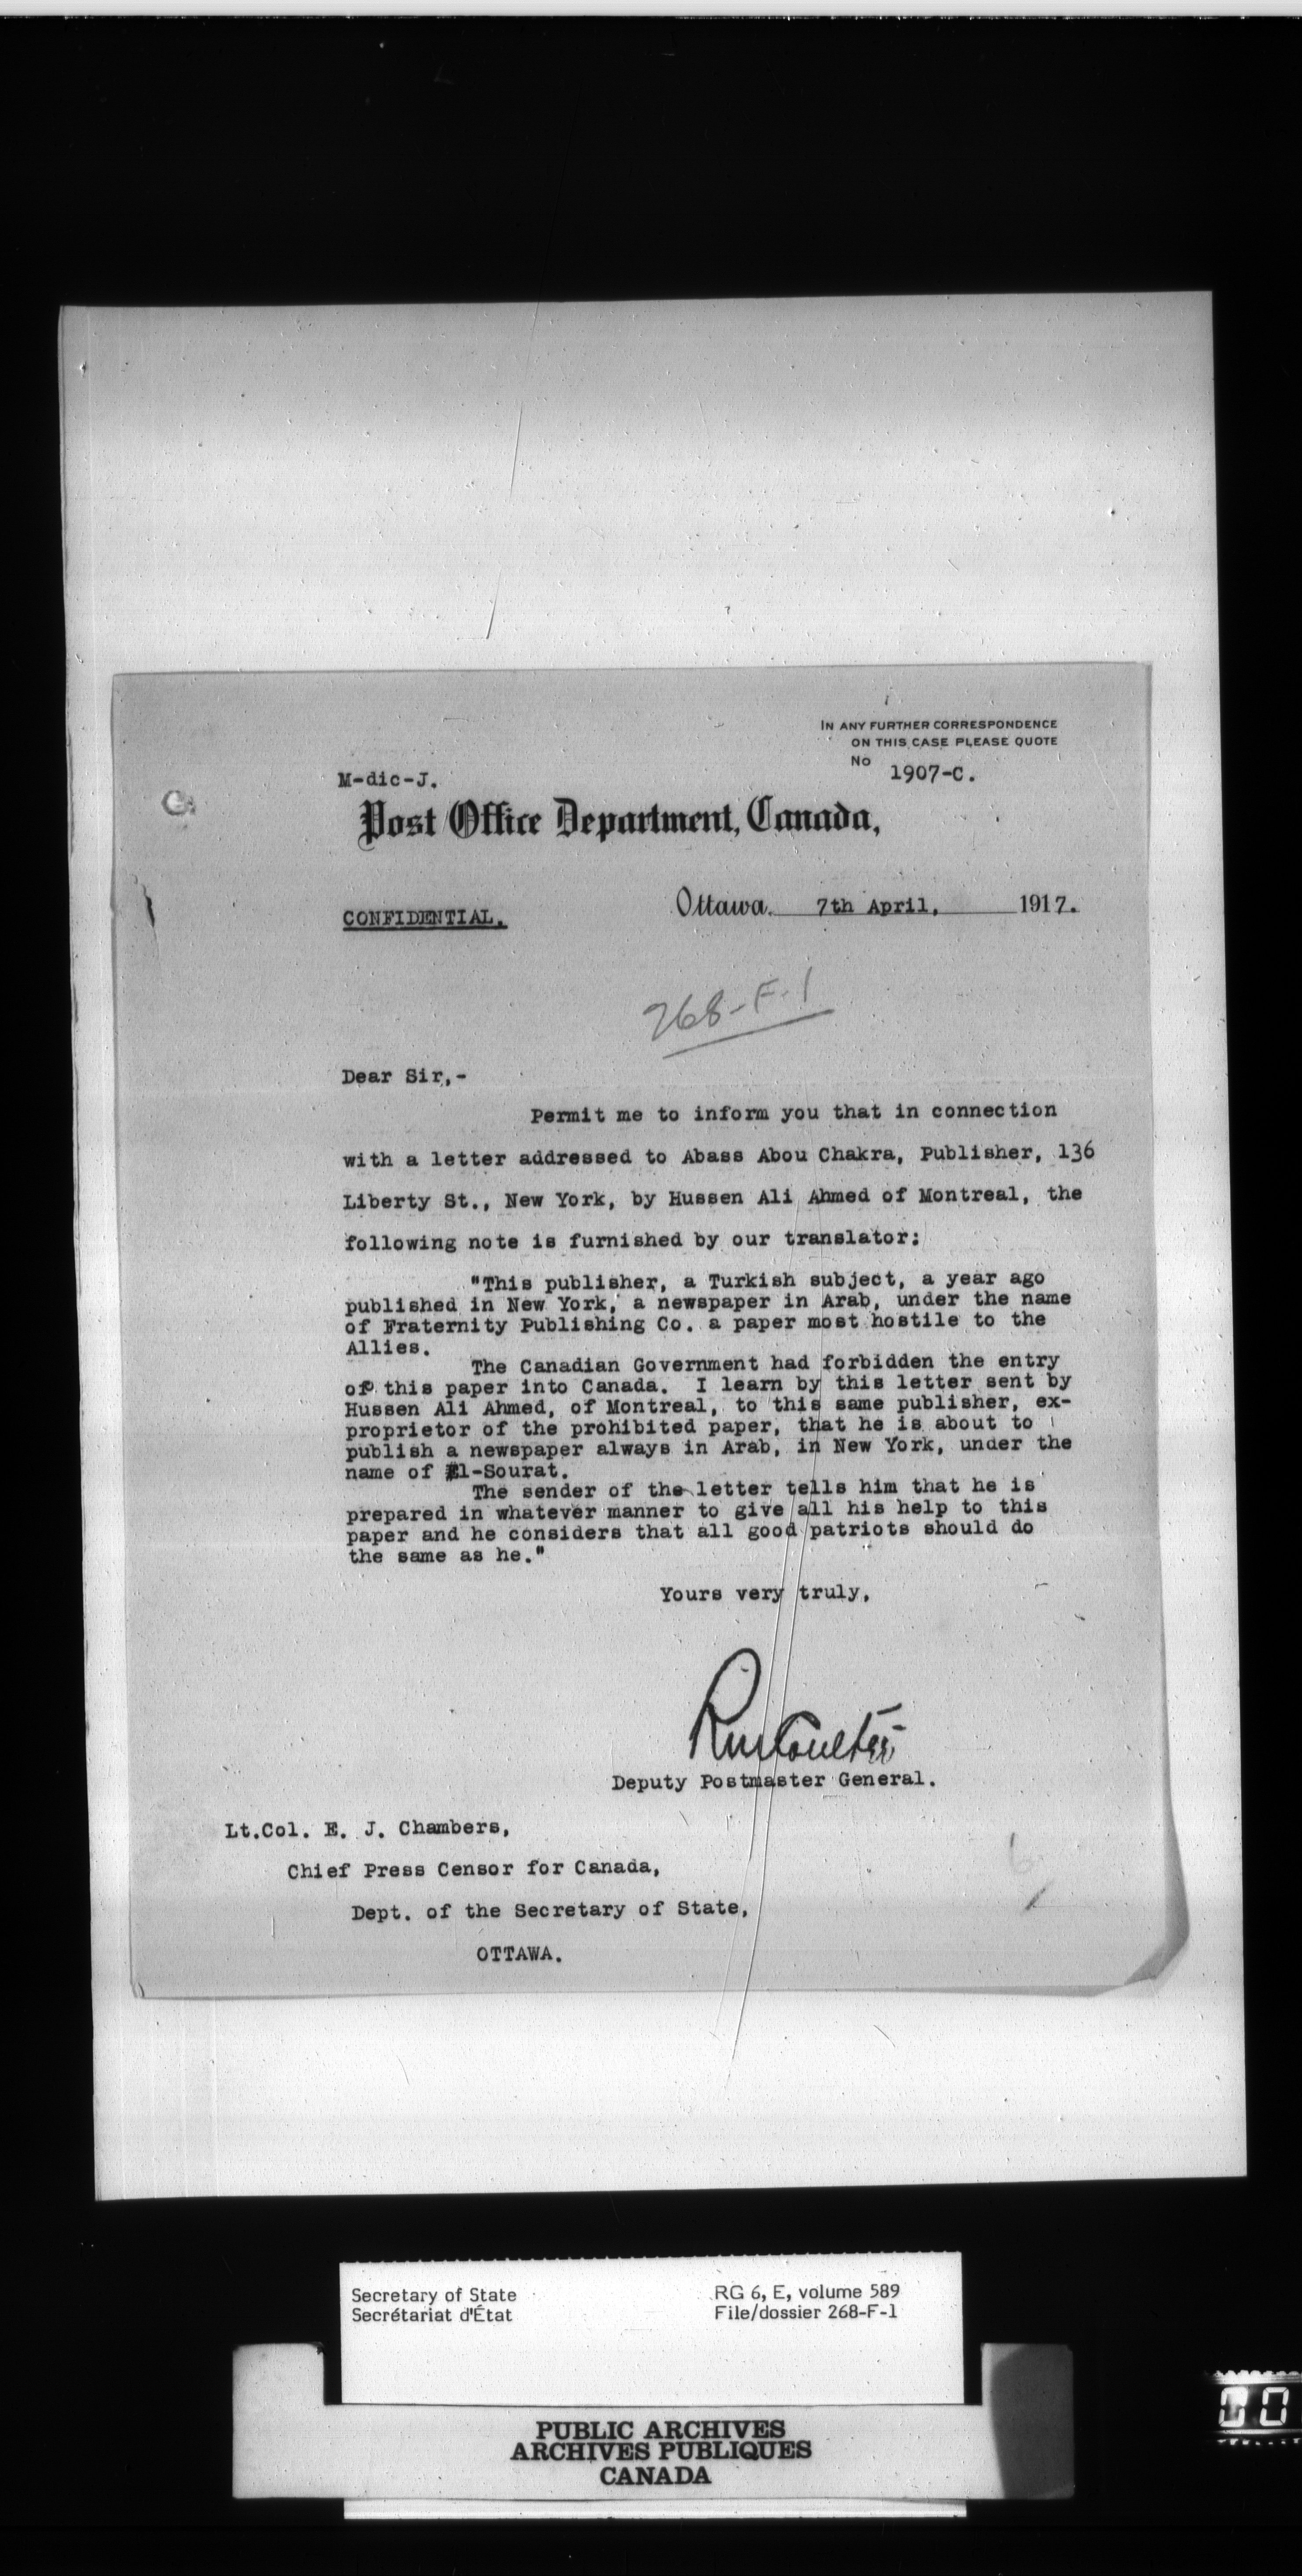 IN ANY FURTHER CORRESPONDENCE
ON THIS CASE PLEASE QUOTE
No 1907-C.
M-dic-J.
Post Office Department, Canada,
Ottawa, 7th April, 1917.
CONFIDENTIAL.
268-F-1
Dear Sir,-
Permit me to inform you that in connection
with a letter addressed to Abass Abou Chakra, Publisher, 136
Liberty St., New York, by Hussen Ali Ahmed of Montreal, the
following note is furnished by our translator:
"This publisher, a Turkish subject, a year ago
published in New York, a newspaper in Arab, under the name
of Fraternity Publishing Co. a paper most hostile to the
Allies.
The Canadian Government had forbidden the entry
of this paper into Canada. I learn by this letter sent by
Hussen Ali Ahmed, of Montreal, to this same publisher, ex-
proprietor of the prohibited paper, that he is about to
publish a newspaper always in Arab, in New York, under the
name of El-Sourat.
The sender of the letter tells him that he is
prepared in whatever manner to give all his help to this
paper and he considers that all good patriots should do
the same as he."
Yours very truly,
RmCoulter
Deputy Postmaster General.
Lt.Col. E. J. Chambers,
Chief Press Censor for Canada,
Dept. of the Secretary of State,
OTTAWA.
Secretary of State
Secrétariat d'État
RG 6, E, volume 589
File/dossier 268-F-1
PUBLIC ARCHIVES
ARCHIVES PUBLIQUES
CANADA